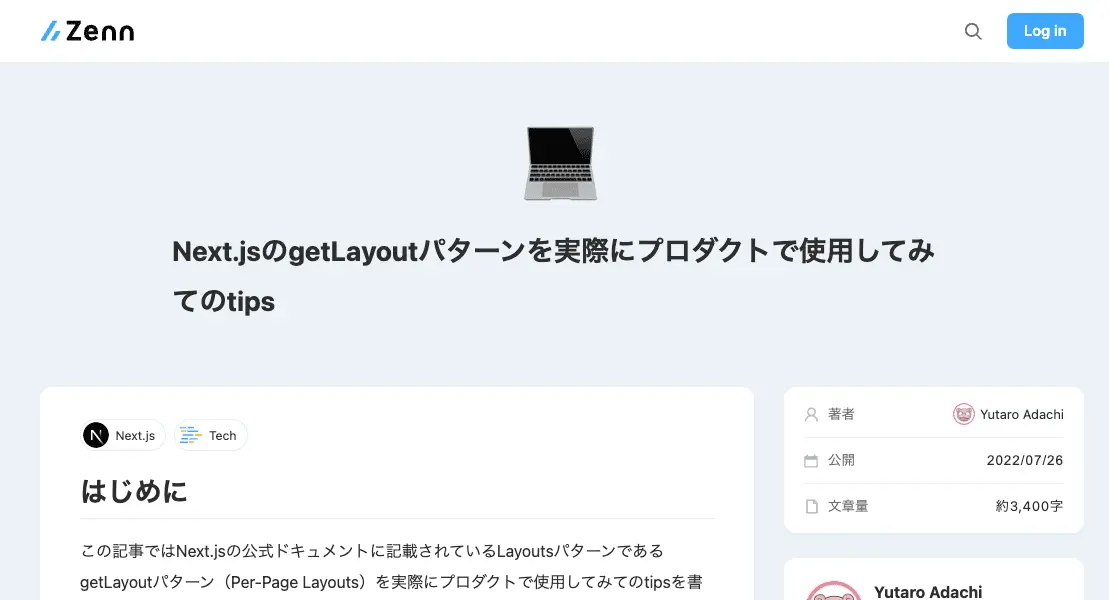 Zenn
Log in
Next.jsのgetLayoutパターンを実際にプロダクトで使用してみ
てのtips
Next.js
Tech
はじめに
この記事ではNext.jsの公式ドキュメントに記載されているLayoutsパターンである
getLayoutパターン（Per-Page Layouts）を実際にプロダクトで使用してみてのtipsを書
著者
Yutaro Adachi
公開
2022/07/26
文章量
約3,400字
Yutaro Adachi